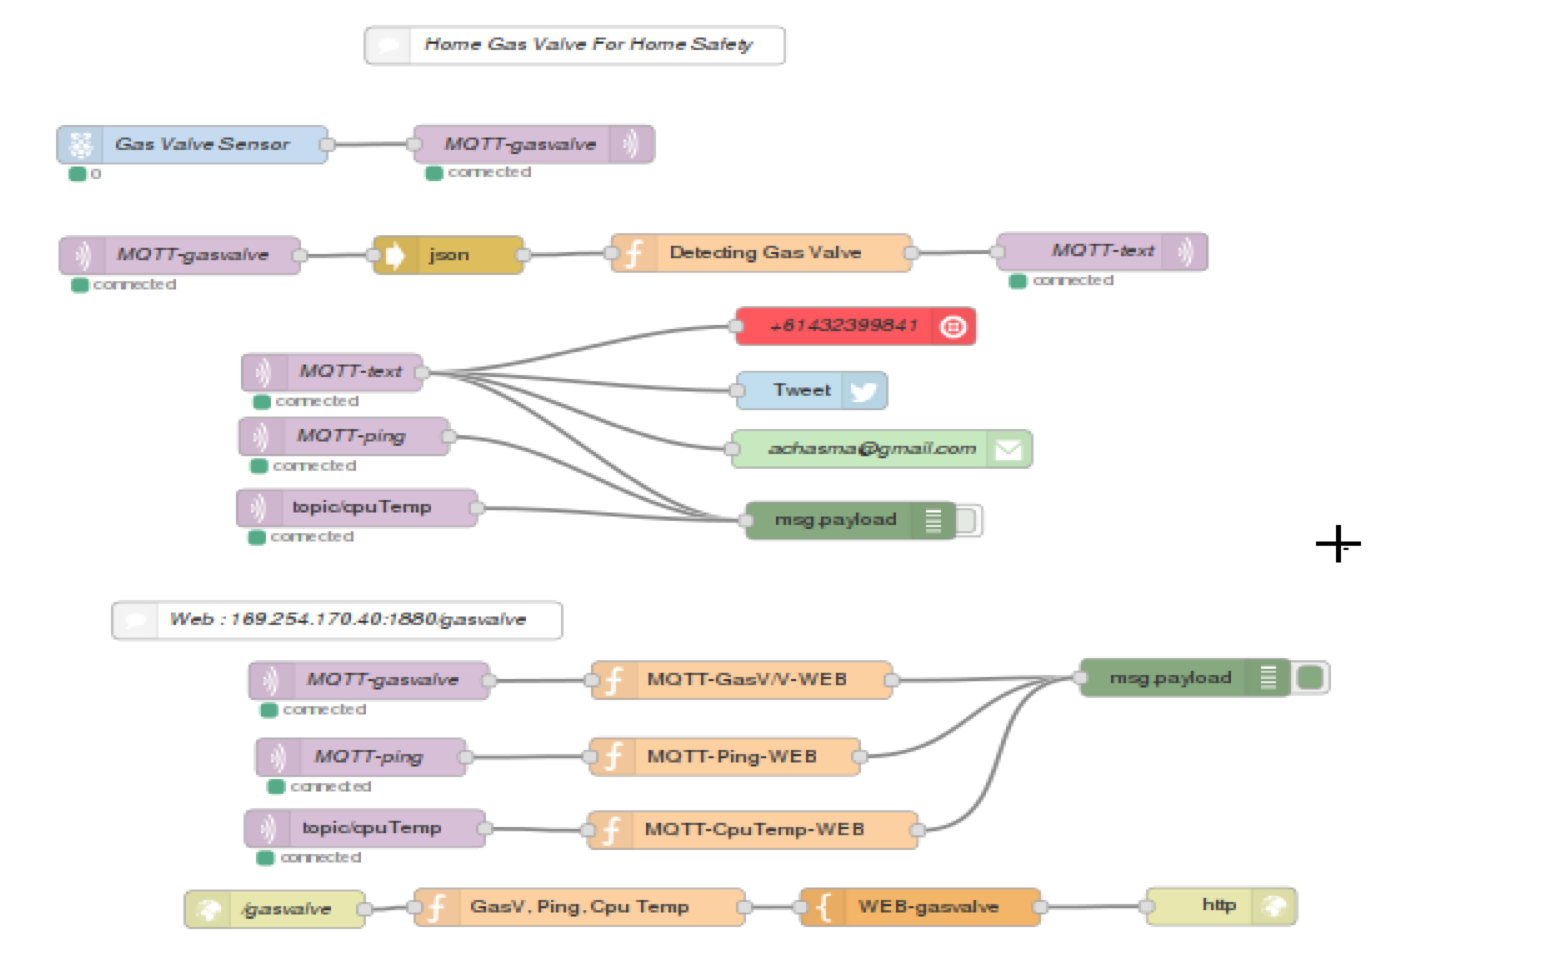 Home Gas Valve For Home Safety
Gas Valve Sensor
MQTT-gasvalve
0
connected
MQTT-gasvalve
json
Detecting Gas Valve
MQTT-text
connected
connected
+61432399841
MQTT-text
connected
Tweet
MQTT-ping
connected
achasma@gmail.com
topic/cpuTemp
connected
msg.payload
Web : 169.254.170.40:1880/gasvalve
MQTT-gasvalve
connected
MQTT-GasV/V-WEB
msg.payload
MQTT-ping
connected
MQTT-Ping-WEB
topic/cpuTemp
connected
MQTT-CpuTemp-WEB
/gasvalve
GasV, Ping, Cpu Temp
WEB-gasvalve
http